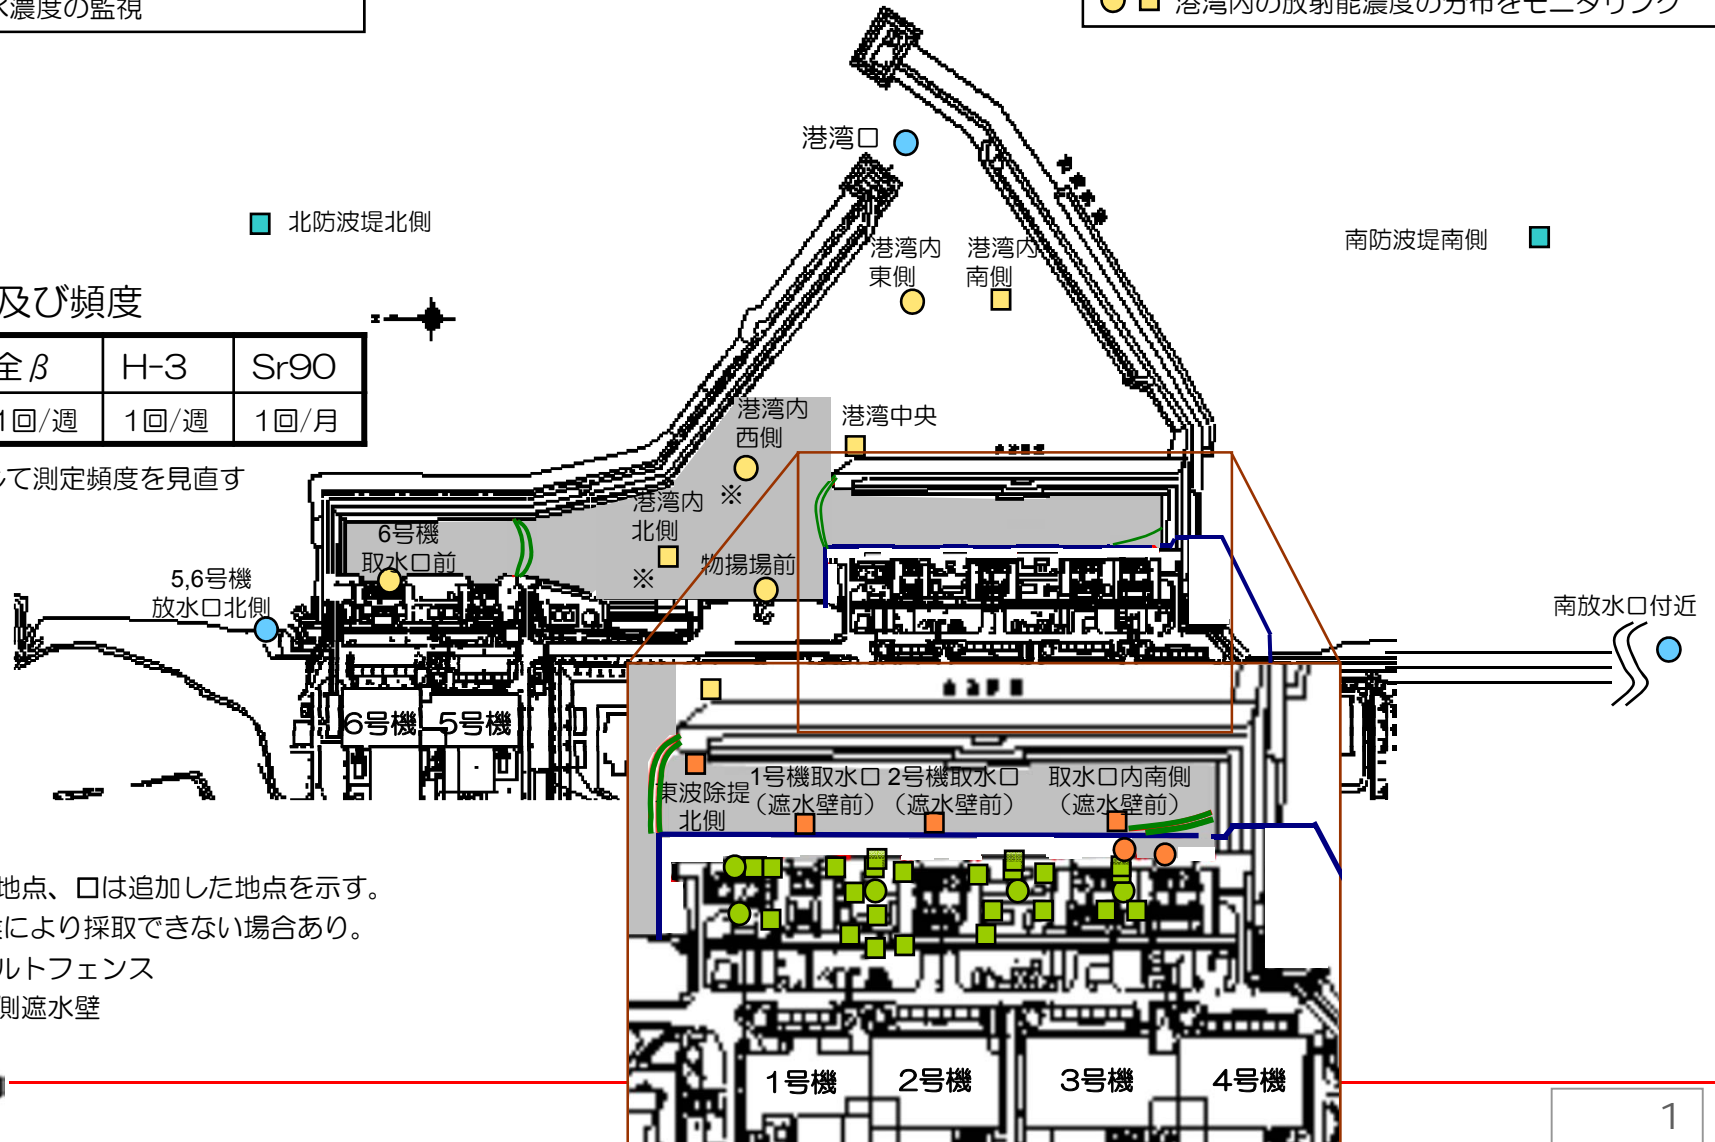 水濃度の監視
港湾内の放射能濃度の分布をモニタリング
港湾口
北防波堤北側
南防波堤南側
港湾内
東側
港湾内
南側
及び頻度
全β H-3 Sr90
1回/週 1回/週 1回/月
して測定頻度を見直す
港湾内
西側
※
港湾中央
港湾内
北側
※
6号機
取水口前
物揚場前
5,6号機
放水口北側
南放水口付近
6号機 5号機
東波除堤
北側
1号機取水口
(遮水壁前)
2号機取水口
(遮水壁前)
取水口内南側
(遮水壁前)
地点、口は追加した地点を示す。
により採取できない場合あり。
ルトフェンス
側遮水壁
1号機 2号機 3号機 4号機
1